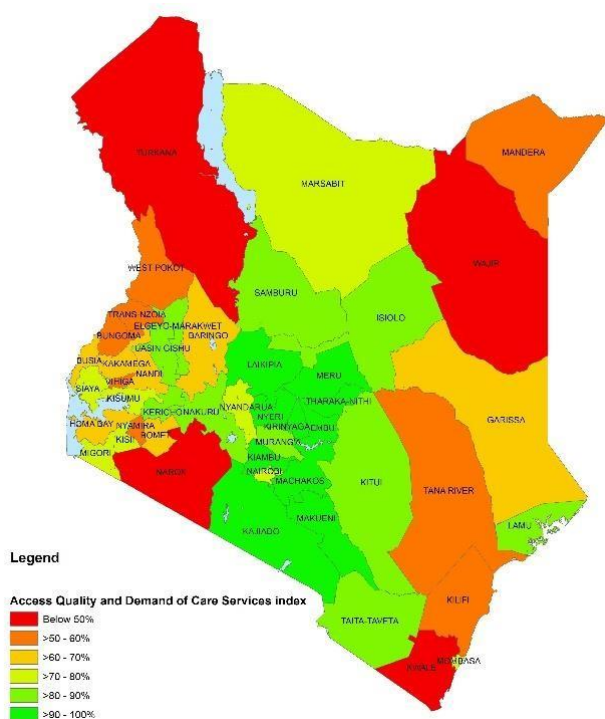 TURKANA
MANDERA
MARSABIT
WAJIR
WEST POKOT
SAMBURU
ISIOLO
TRANS-NZOIA
ELGEYO-MARAKWET
BUNGOMA
BARINGO
UASIN GISHU
BUSIA
KAKAMEGA
LAIKIPIA
MERU
VIHIGA
NANDI
SIAYA
KISUMU
NYANDARUA
THARAKA-NITHI
KERICHO
NAKURU
NYERI
GARISSA
HOMA BAY
NYAMIRA
KIRINYAGA
EMBU
KISII
BOMET
MURANG'A
MIGORI
KIAMBU
NAROK
NAIROBI
MACHAKOS
KITUI
TANA RIVER
MAKUENI
LAMU
KAJIADO
KILIFI
TAITA-TAVETA
MOMBASA
KWALE
Legend
Access Quality and Demand of Care Services index
Below 50%
>50 - 60%
>60 - 70%
>70 - 80%
>80 - 90%
>90 - 100%